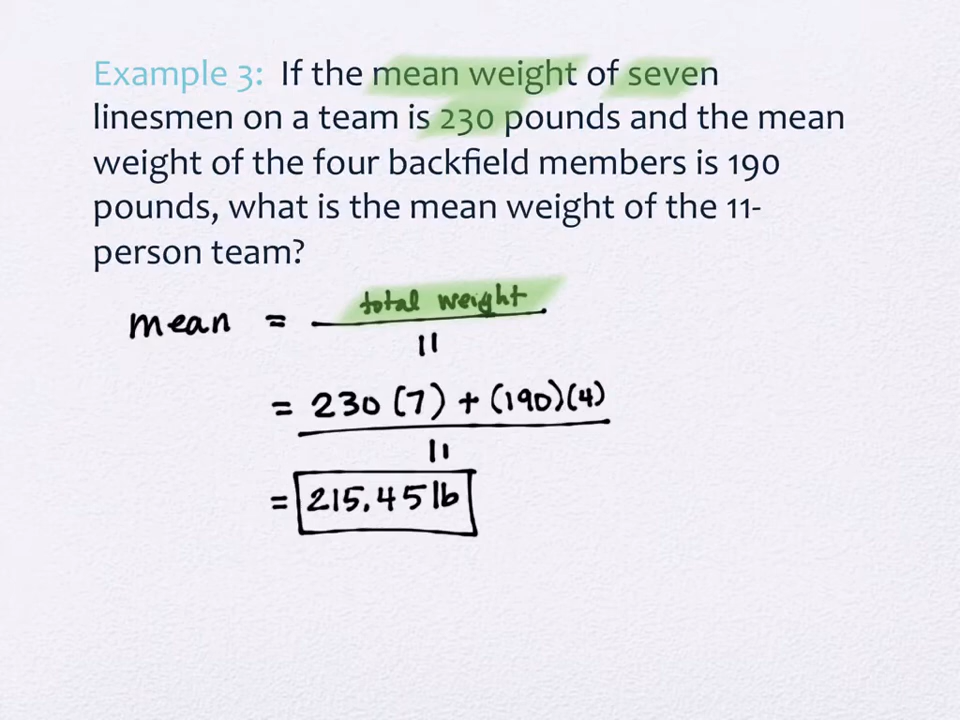 Example 3: If the mean weight of seven
linesmen on a team is 230 pounds and the mean
weight of the four backfield members is 190
pounds, what is the mean weight of the 11-
person team?
mean = total weight
11
= 230 (7) + (190)(4)
11
= 215.45 lb